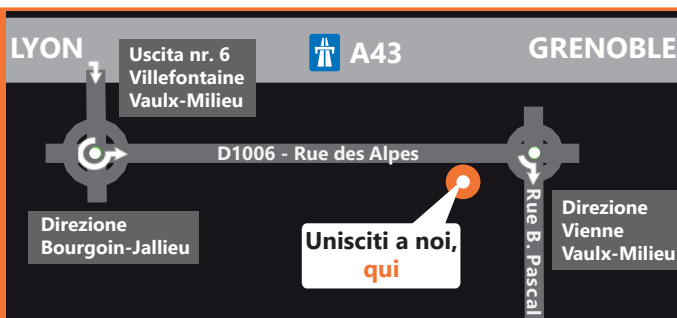 LYON
Uscita nr. 6
Villefontaine
Vaulx-Milieu
A43
GRENOBLE
D1006 - Rue des Alpes
Direzione
Bourgoin-Jallieu
Unisciti a noi,
qui
Rue B. Pascal
Direzione
Vienne
Vaulx-Milieu